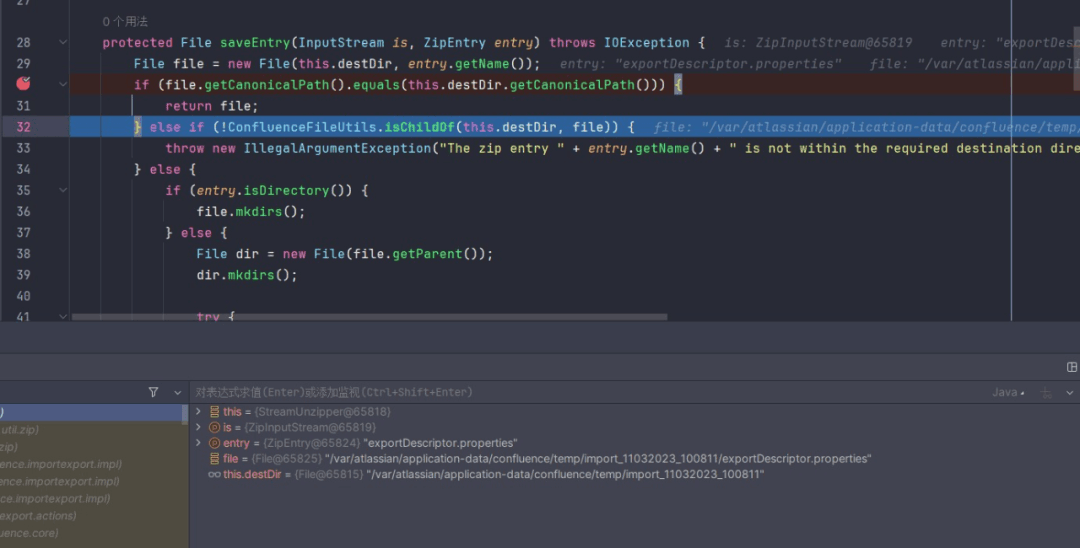 27
0 个用法
28 protected File saveEntry(InputStream is, ZipEntry entry) throws IOException { is: ZipInputStream@65819 entry: "exportDesc
29 File file = new File(this.destDir, entry.getName()); entry: "exportDescriptor.properties" file: "/var/atlassian/appli
if (file.getCanonicalPath().equals(this.destDir.getCanonicalPath())) {
31 return file;
32 } else if (!ConfluenceFileUtils.isChildOf(this.destDir, file)) { file: "/var/atlassian/application-data/confluence/temp/
33 throw new IllegalArgumentException("The zip entry " + entry.getName() + " is not within the required destination dire
34 } else {
35 if (entry.isDirectory()) {
36 file.mkdirs();
37 } else {
38 File dir = new File(file.getParent());
39 dir.mkdirs();
40
41 try {
对表达式求值(Enter)或添加监视(Ctrl+Shift+Enter)
Java
)
util.zip)
zip)
ence.importexport.impl)
ence.importexport.impl)
ce.importexport.impl)
export.actions)
uence.core)
this = {StreamUnzipper@65818}
is = {ZipInputStream@65819}
entry = {ZipEntry@65824} "exportDescriptor.properties"
file = {File@65825} "/var/atlassian/application-data/confluence/temp/import_11032023_100811/exportDescriptor.properties"
this.destDir = {File@65815} "/var/atlassian/application-data/confluence/temp/import_11032023_100811"